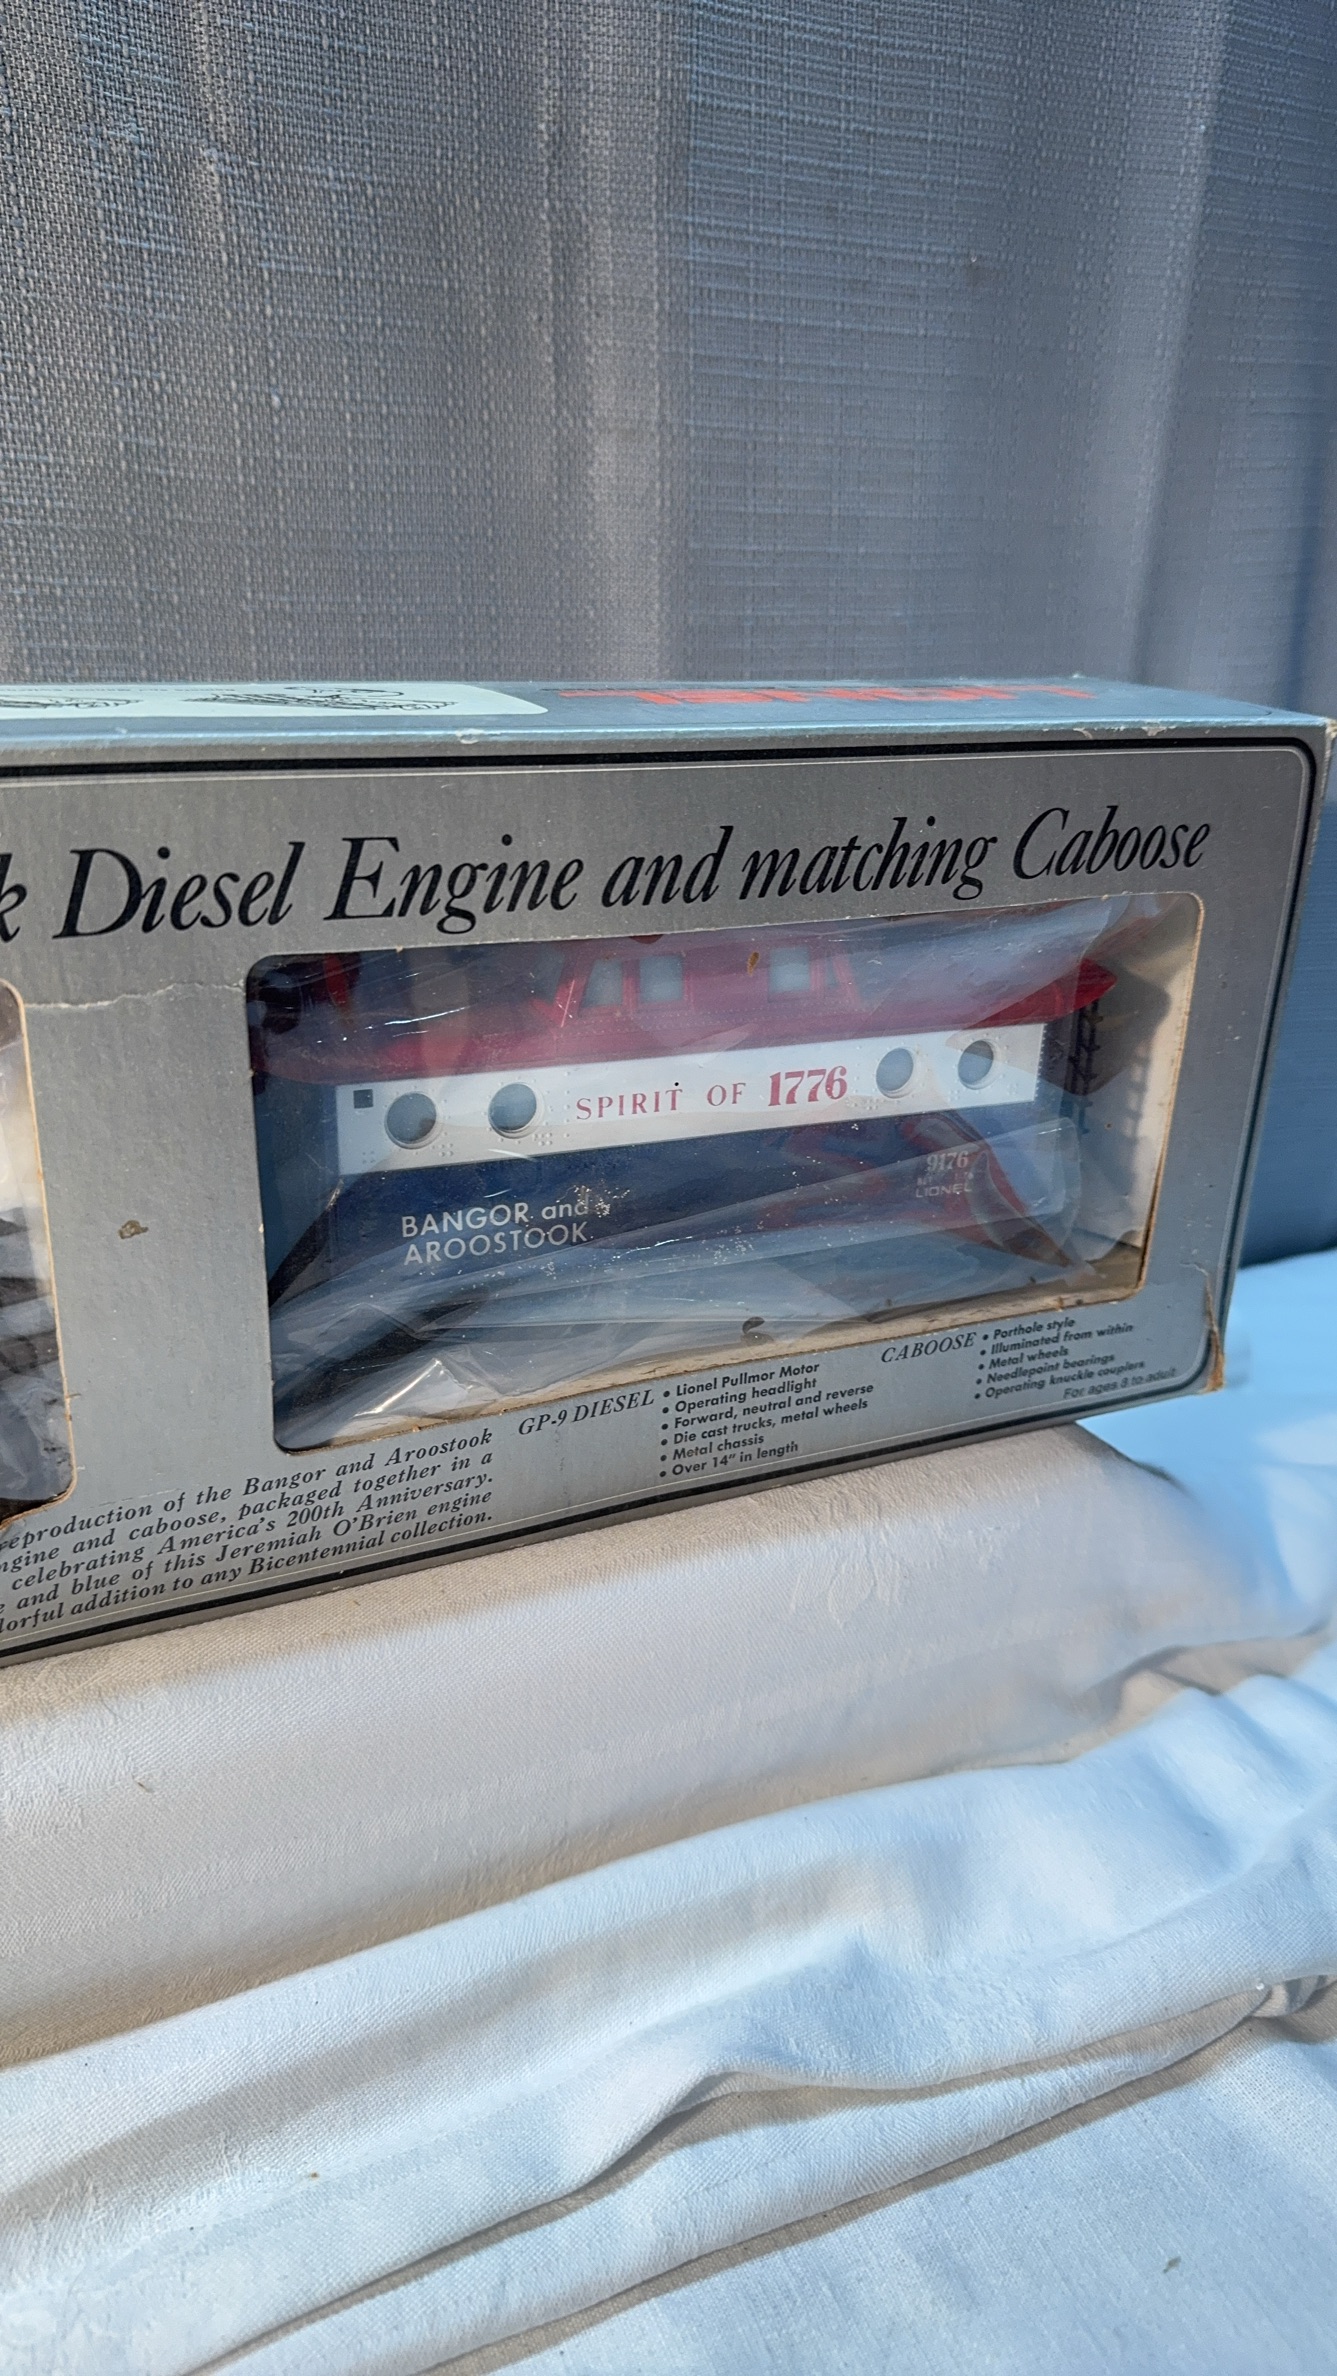 LIONEL
k Diesel Engine and matching Caboose
SPIRIT OF 1776
BANGOR and
AROOSTOOK
9176
LIONEL
eproduction of the Bangor and Aroostook
ngine and caboose, packaged together in a
celebrating America's 200th Anniversary.
e and blue of this Jeremiah O'Brien engine
lorful addition to any Bicentennial collection.
GP-9 DIESEL
• Lionel Pullmor Motor
• Operating headlight
• Forward, neutral and reverse
• Die cast trucks, metal wheels
• Metal chassis
• Over 14" in length
CABOOSE
• Porthole style
• Illuminated from within
• Metal wheels
• Needlepoint bearings
• Operating knuckle couplers
For ages 8 to adult